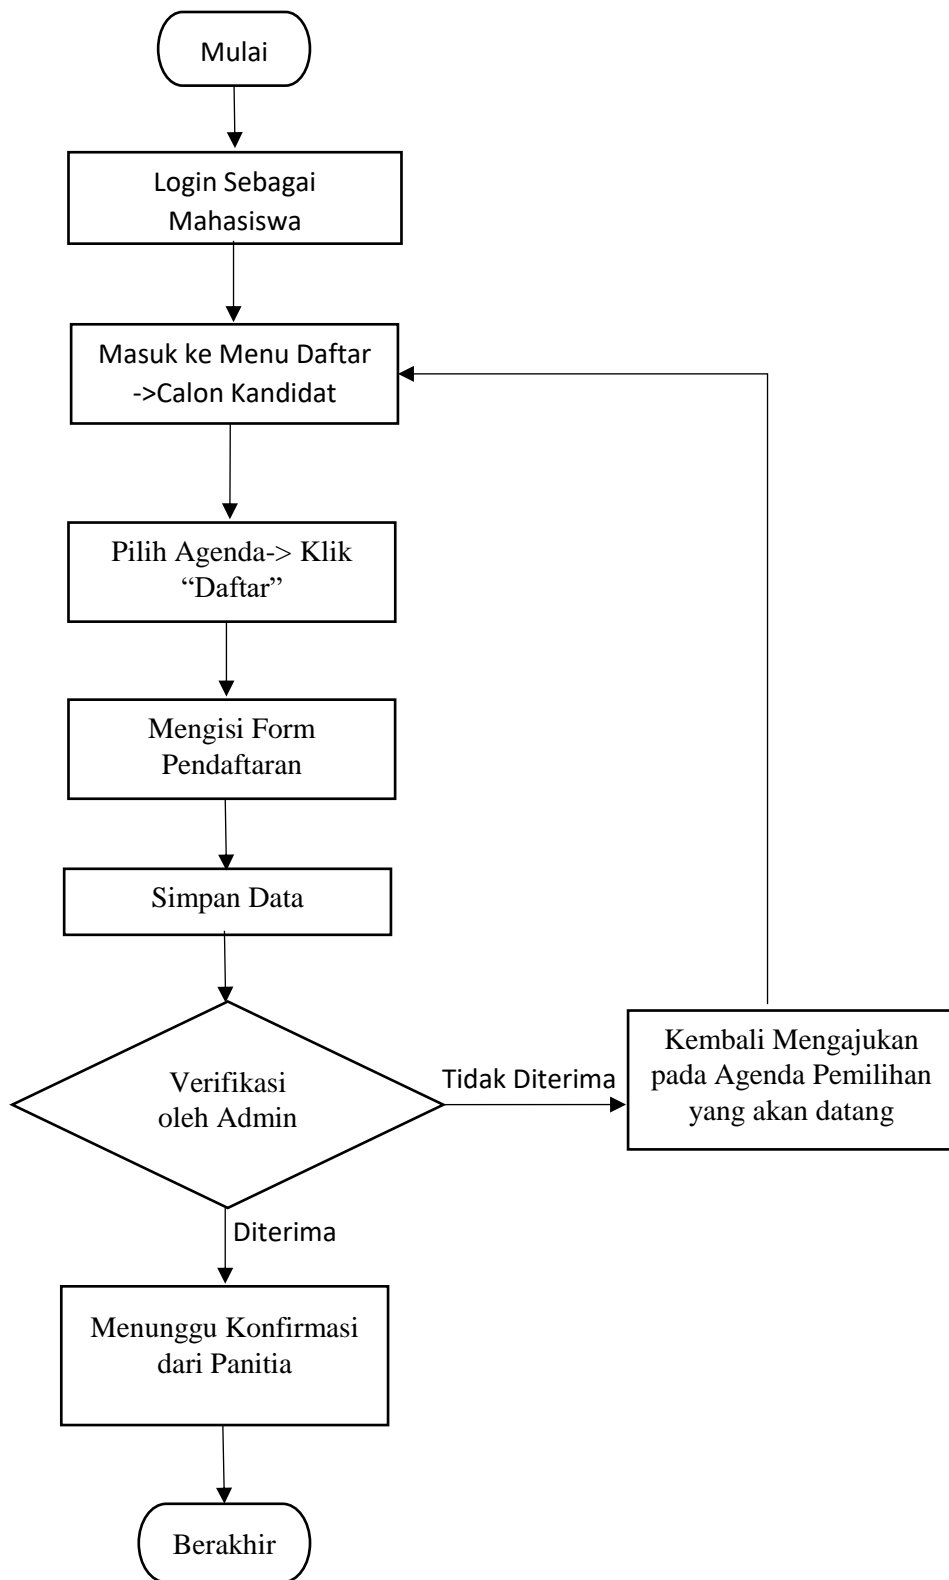 Mulai
Login Sebagai
Mahasiswa
Masuk ke Menu Daftar
->Calon Kandidat
Pilih Agenda-> Klik
“Daftar”
Mengisi Form
Pendaftaran
Simpan Data
Verifikasi
oleh Admin
Tidak Diterima
Kembali Mengajukan
pada Agenda Pemilihan
yang akan datang
Diterima
Menunggu Konfirmasi
dari Panitia
Berakhir